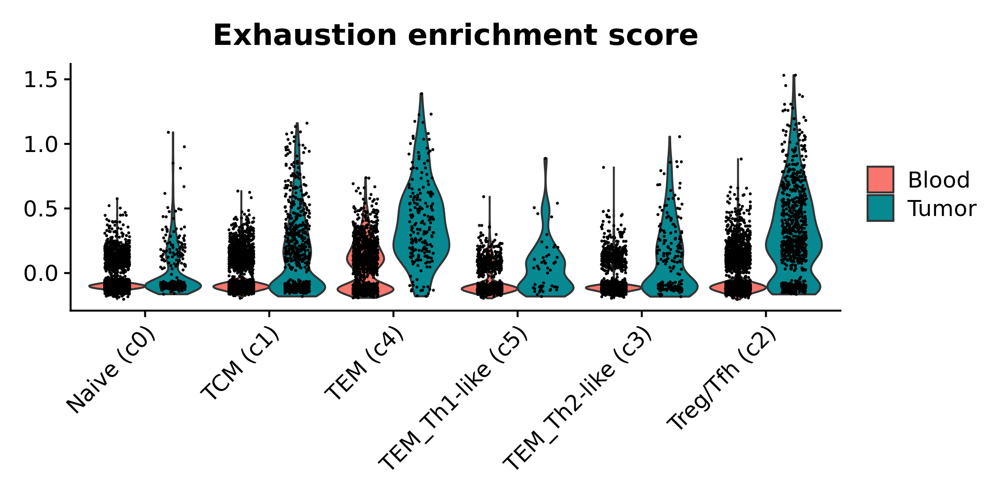 Exhaustion enrichment score
1.5
1.0
0.5
0.0
Blood
Tumor
Naive (c0)
TCM (c1)
TEM (c4)
TEM_Th1-like (c5)
TEM_Th2-like (c3)
Treg/Tfh (c2)